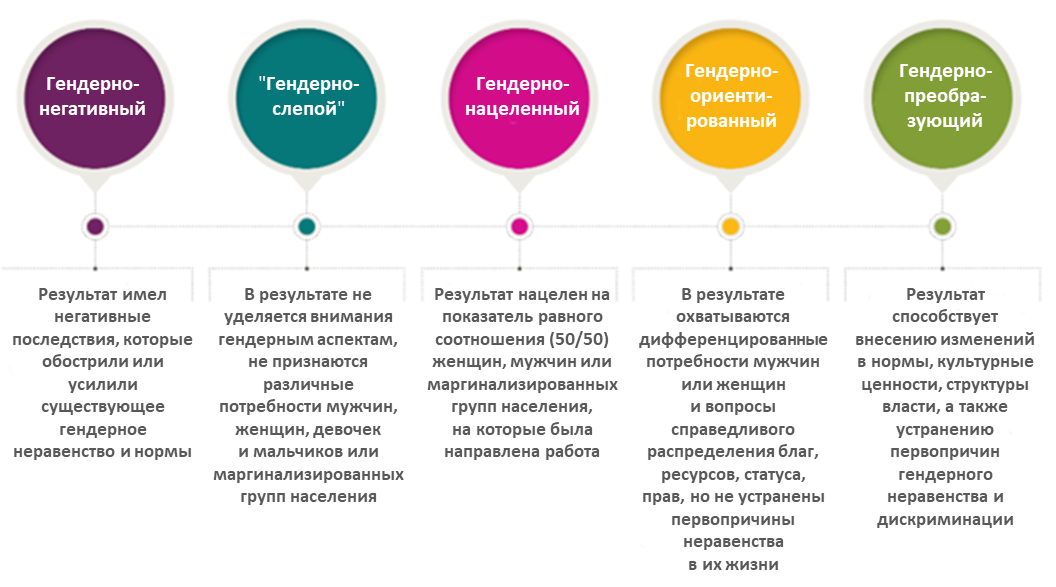 Гендерно-
негативный
"Гендерно-
слепой"
Гендерно-
нацеленный
Гендерно-
ориенти-
рованный
Гендерно-
преобра-
зующий
Результат имел
негативные
последствия, которые
обострили или
усилили
существующее
гендерное
неравенство и нормы
В результате не
уделяется внимания
гендерным аспектам,
не признаются
различные
потребности мужчин,
женщин, девочек
и мальчиков или
маргинализированных
групп населения
Результат нацелен на
показатель равного
соотношения (50/50)
женщин, мужчин или
маргинализированных
групп населения,
на которые была
направлена работа
В результате
охватываются
дифференцированные
потребности мужчин
или женщин
и вопросы
справедливого
распределения благ,
ресурсов, статуса,
прав, но не устранены
первопричины
неравенства
в их жизни
Результат
способствует
внесению изменений
в нормы, культурные
ценности, структуры
власти, а также
устранению
первопричин
гендерного
неравенства и
дискриминации